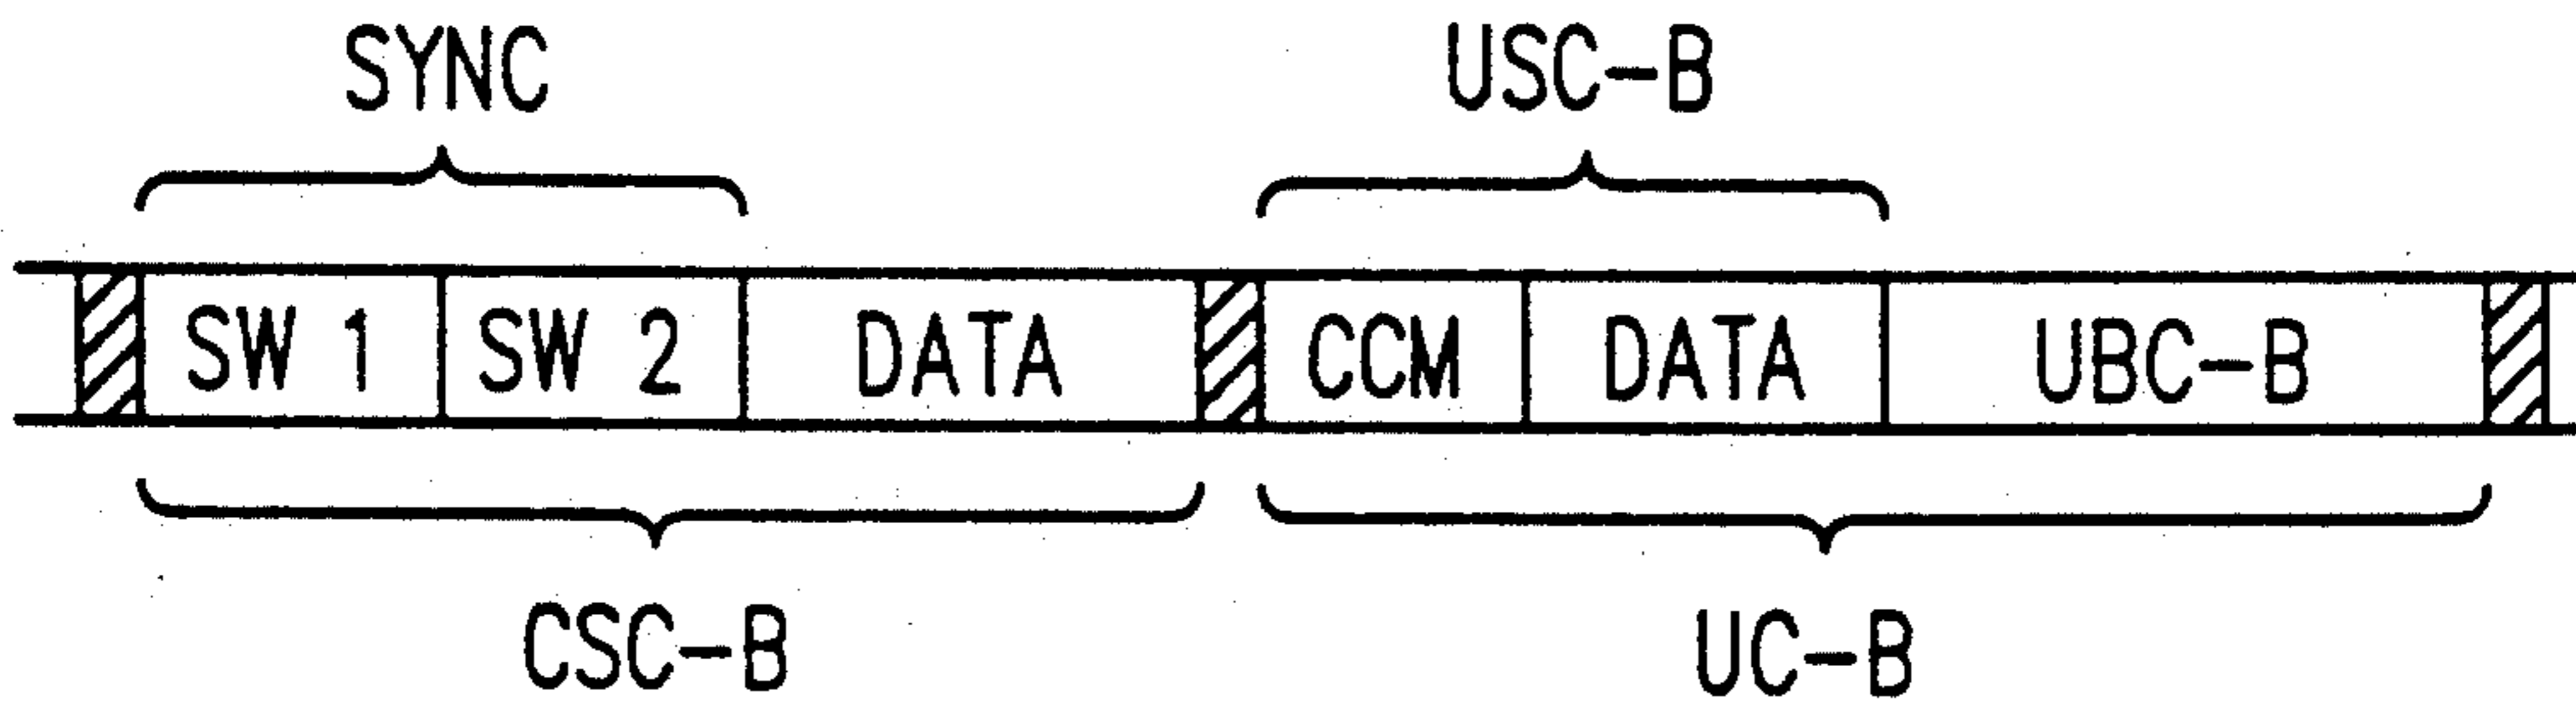 SYNC USC-B
SW 1 SW 2 DATA CCM DATA UBC-B
CSC-B UC-B